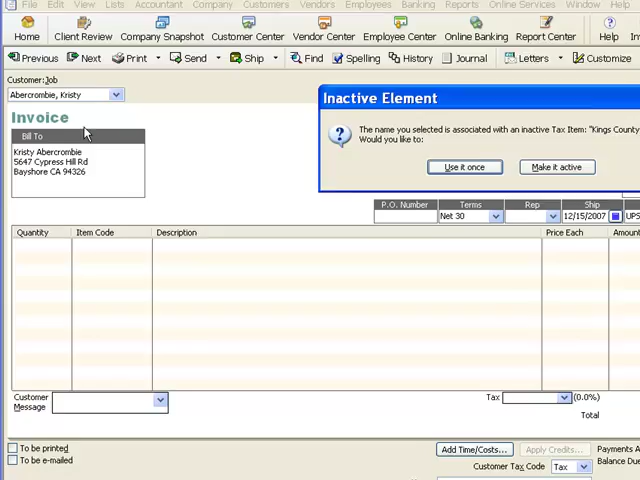 File Edit View Lists Accountant Company Customers Vendors Employees Banking Reports Online Services Window Help
Home Client Review Company Snapshot Customer Center Vendor Center Employee Center Online Banking Report Center Help
Previous Next Print Send Ship Find Spelling History Journal Letters Customize
Customer:Job
Abercrombie, Kristy
Inactive Element
Invoice
Bill To
The name you selected is associated with an inactive Tax Item: "Kings County
Would you like to:
Kristy Abercrombie
5647 Cypress Hill Rd
Bayshore CA 94326
Use it once Make it active
P.O. Number Terms Rep Ship
Net 30 12/15/2007 UPS
Quantity Item Code Description Price Each Amount
Customer Message Tax (0.0%)
Total
To be printed
To be e-mailed
Add Time/Costs... Apply Credits... Payments A
Balance Due
Customer Tax Code Tax